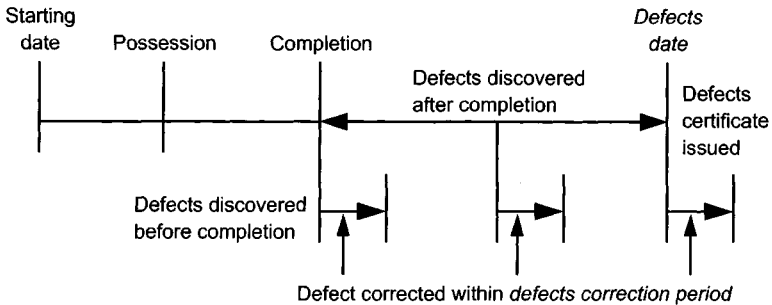 Starting
date
Possession
Completion
Defects
date
Defects discovered
after completion
Defects
certificate
issued
Defects discovered
before completion
Defect corrected within defects correction period